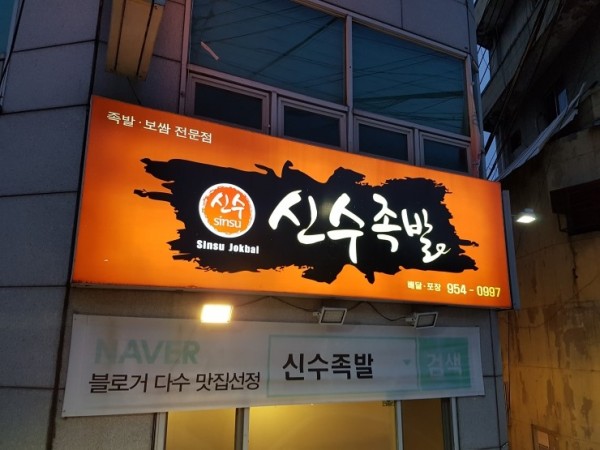 족발·보쌈 전문점
신수
sinsu
Sinsu Jokbal
신수족발
배달·포장 954-0997
NAVER
블로거 다수 맛집선정
신수족발 검색